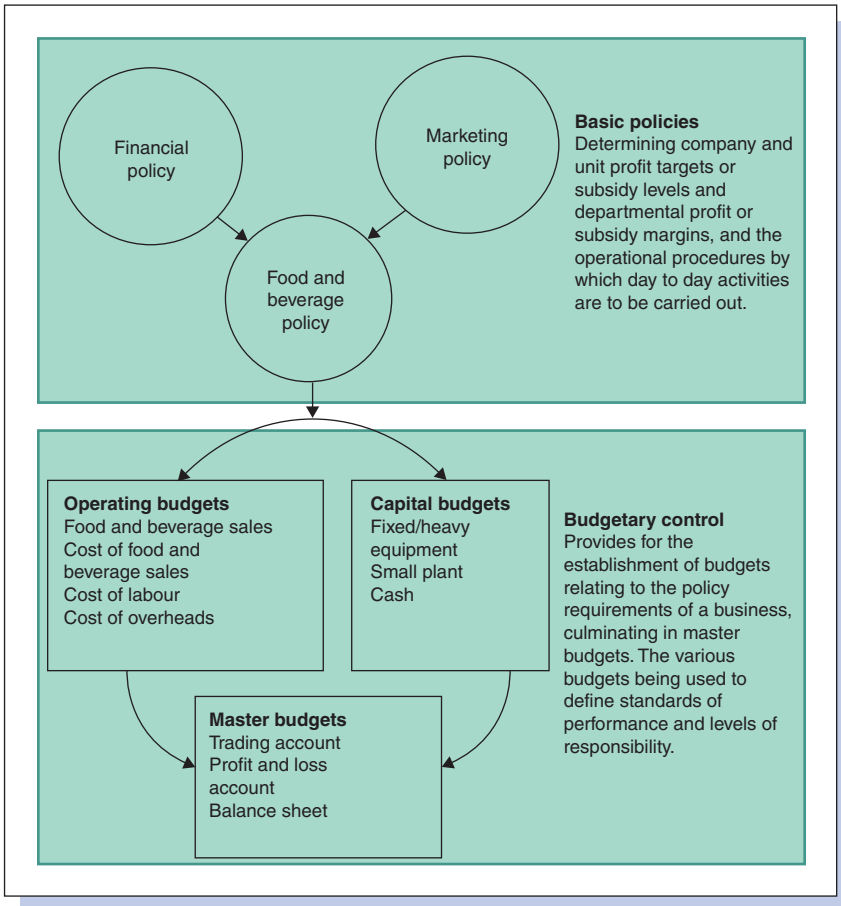 Financial
policy
Marketing
policy
Food and
beverage
policy
Basic policies
Determining company and
unit profit targets or
subsidy levels and
departmental profit or
subsidy margins, and the
operational procedures by
which day to day activities
are to be carried out.
Operating budgets
Food and beverage sales
Cost of food and
beverage sales
Cost of labour
Cost of overheads
Capital budgets
Fixed/heavy
equipment
Small plant
Cash
Budgetary control
Provides for the
establishment of budgets
relating to the policy
requirements of a business,
culminating in master
budgets. The various
budgets being used to
define standards of
performance and levels of
responsibility.
Master budgets
Trading account
Profit and loss
account
Balance sheet